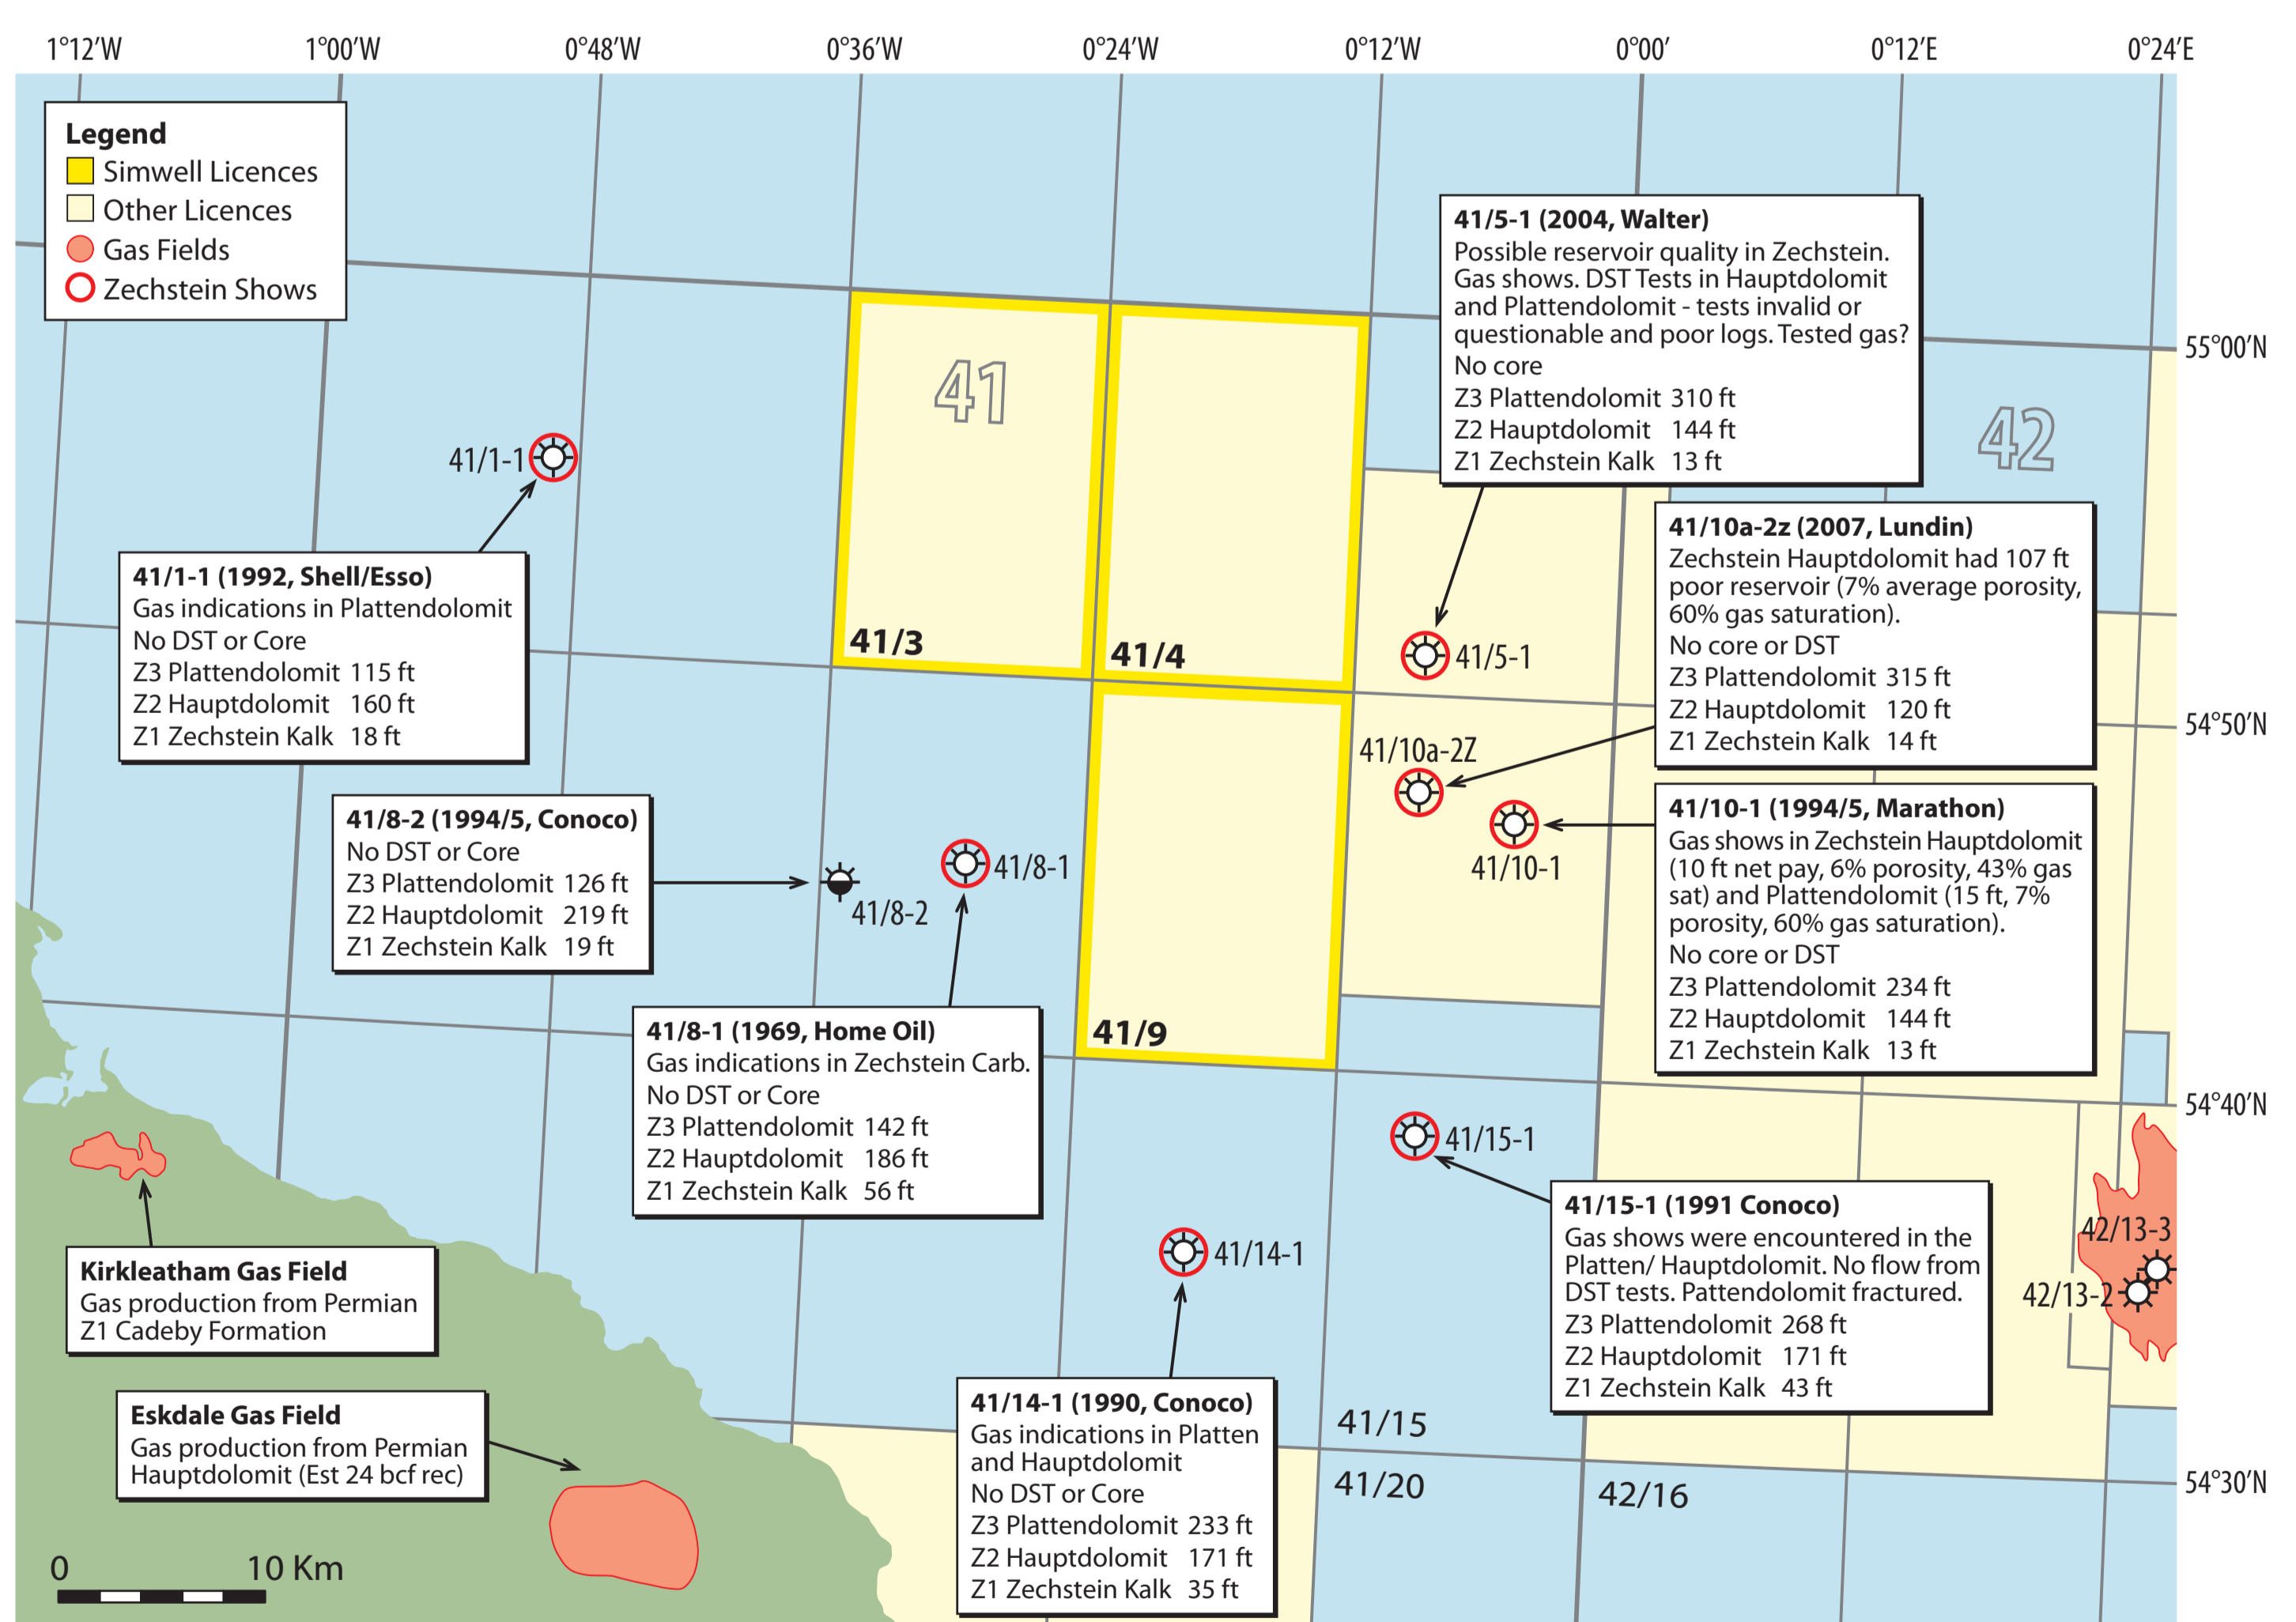 1°12′W 1°00′W 0°48′W 0°36′W 0°24′W 0°12′W 0°00′ 0°12′E 0°24′E
Legend
Simwell Licences
Other Licences
Gas Fields
Zechstein Shows
41
42
55°00′N
54°50′N
54°40′N
54°30′N
41/5-1 (2004, Walter)
Possible reservoir quality in Zechstein.
Gas shows. DST Tests in Hauptdolomit
and Plattendolomit - tests invalid or
questionable and poor logs. Tested gas?
No core
Z3 Plattendolomit 310 ft
Z2 Hauptdolomit 144 ft
Z1 Zechstein Kalk 13 ft
41/1-1
41/1-1 (1992, Shell/Esso)
Gas indications in Plattendolomit
No DST or Core
Z3 Plattendolomit 115 ft
Z2 Hauptdolomit 160 ft
Z1 Zechstein Kalk 18 ft
41/3
41/4
41/5-1
41/10a-2z (2007, Lundin)
Zechstein Hauptdolomit had 107 ft
poor reservoir (7% average porosity,
60% gas saturation).
No core or DST
Z3 Plattendolomit 315 ft
Z2 Hauptdolomit 120 ft
Z1 Zechstein Kalk 14 ft
41/10a-2Z
41/10-1
41/10-1 (1994/5, Marathon)
Gas shows in Zechstein Hauptdolomit
(10 ft net pay, 6% porosity, 43% gas
sat) and Plattendolomit (15 ft, 7%
porosity, 60% gas saturation).
No core or DST
Z3 Plattendolomit 234 ft
Z2 Hauptdolomit 144 ft
Z1 Zechstein Kalk 13 ft
41/8-2 (1994/5, Conoco)
No DST or Core
Z3 Plattendolomit 126 ft
Z2 Hauptdolomit 219 ft
Z1 Zechstein Kalk 19 ft
41/8-2
41/8-1
41/8-1 (1969, Home Oil)
Gas indications in Zechstein Carb.
No DST or Core
Z3 Plattendolomit 142 ft
Z2 Hauptdolomit 186 ft
Z1 Zechstein Kalk 56 ft
41/9
41/15-1
41/15-1 (1991 Conoco)
Gas shows were encountered in the
Platten/ Hauptdolomit. No flow from
DST tests. Pattendolomit fractured.
Z3 Plattendolomit 268 ft
Z2 Hauptdolomit 171 ft
Z1 Zechstein Kalk 43 ft
42/13-3
42/13-2
41/14-1
41/14-1 (1990, Conoco)
Gas indications in Platten
and Hauptdolomit
No DST or Core
Z3 Plattendolomit 233 ft
Z2 Hauptdolomit 171 ft
Z1 Zechstein Kalk 35 ft
Kirkleatham Gas Field
Gas production from Permian
Z1 Cadeby Formation
Eskdale Gas Field
Gas production from Permian
Hauptdolomit (Est 24 bcf rec)
41/15
41/20
42/16
0 10 Km